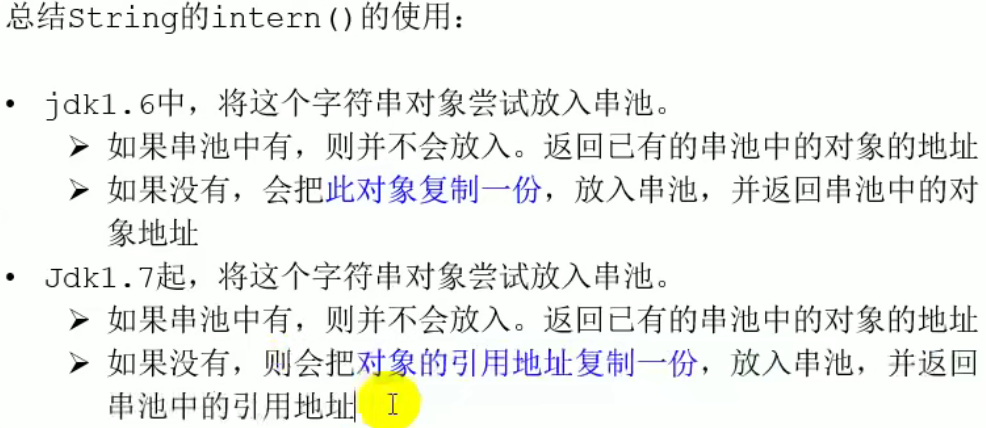 总结String的intern()的使用：
• jdk1.6中，将这个字符串对象尝试放入串池。
➢ 如果串池中有，则并不会放入。返回已有的串池中的对象的地址
➢ 如果没有，会把此对象复制一份，放入串池，并返回串池中的对
象地址
• Jdk1.7起，将这个字符串对象尝试放入串池。
➢ 如果串池中有，则并不会放入。返回已有的串池中的对象的地址
➢ 如果没有，则会把对象的引用地址复制一份，放入串池，并返回
串池中的引用地址